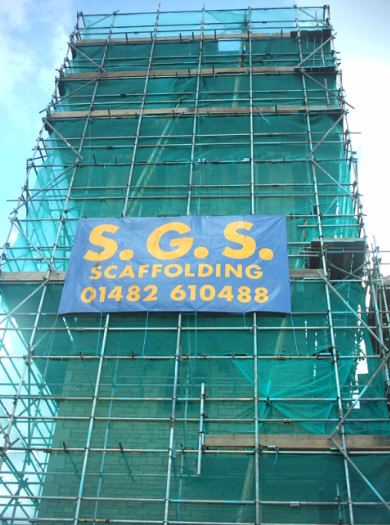 S. G. S.
SCAFFOLDING
01482 610488